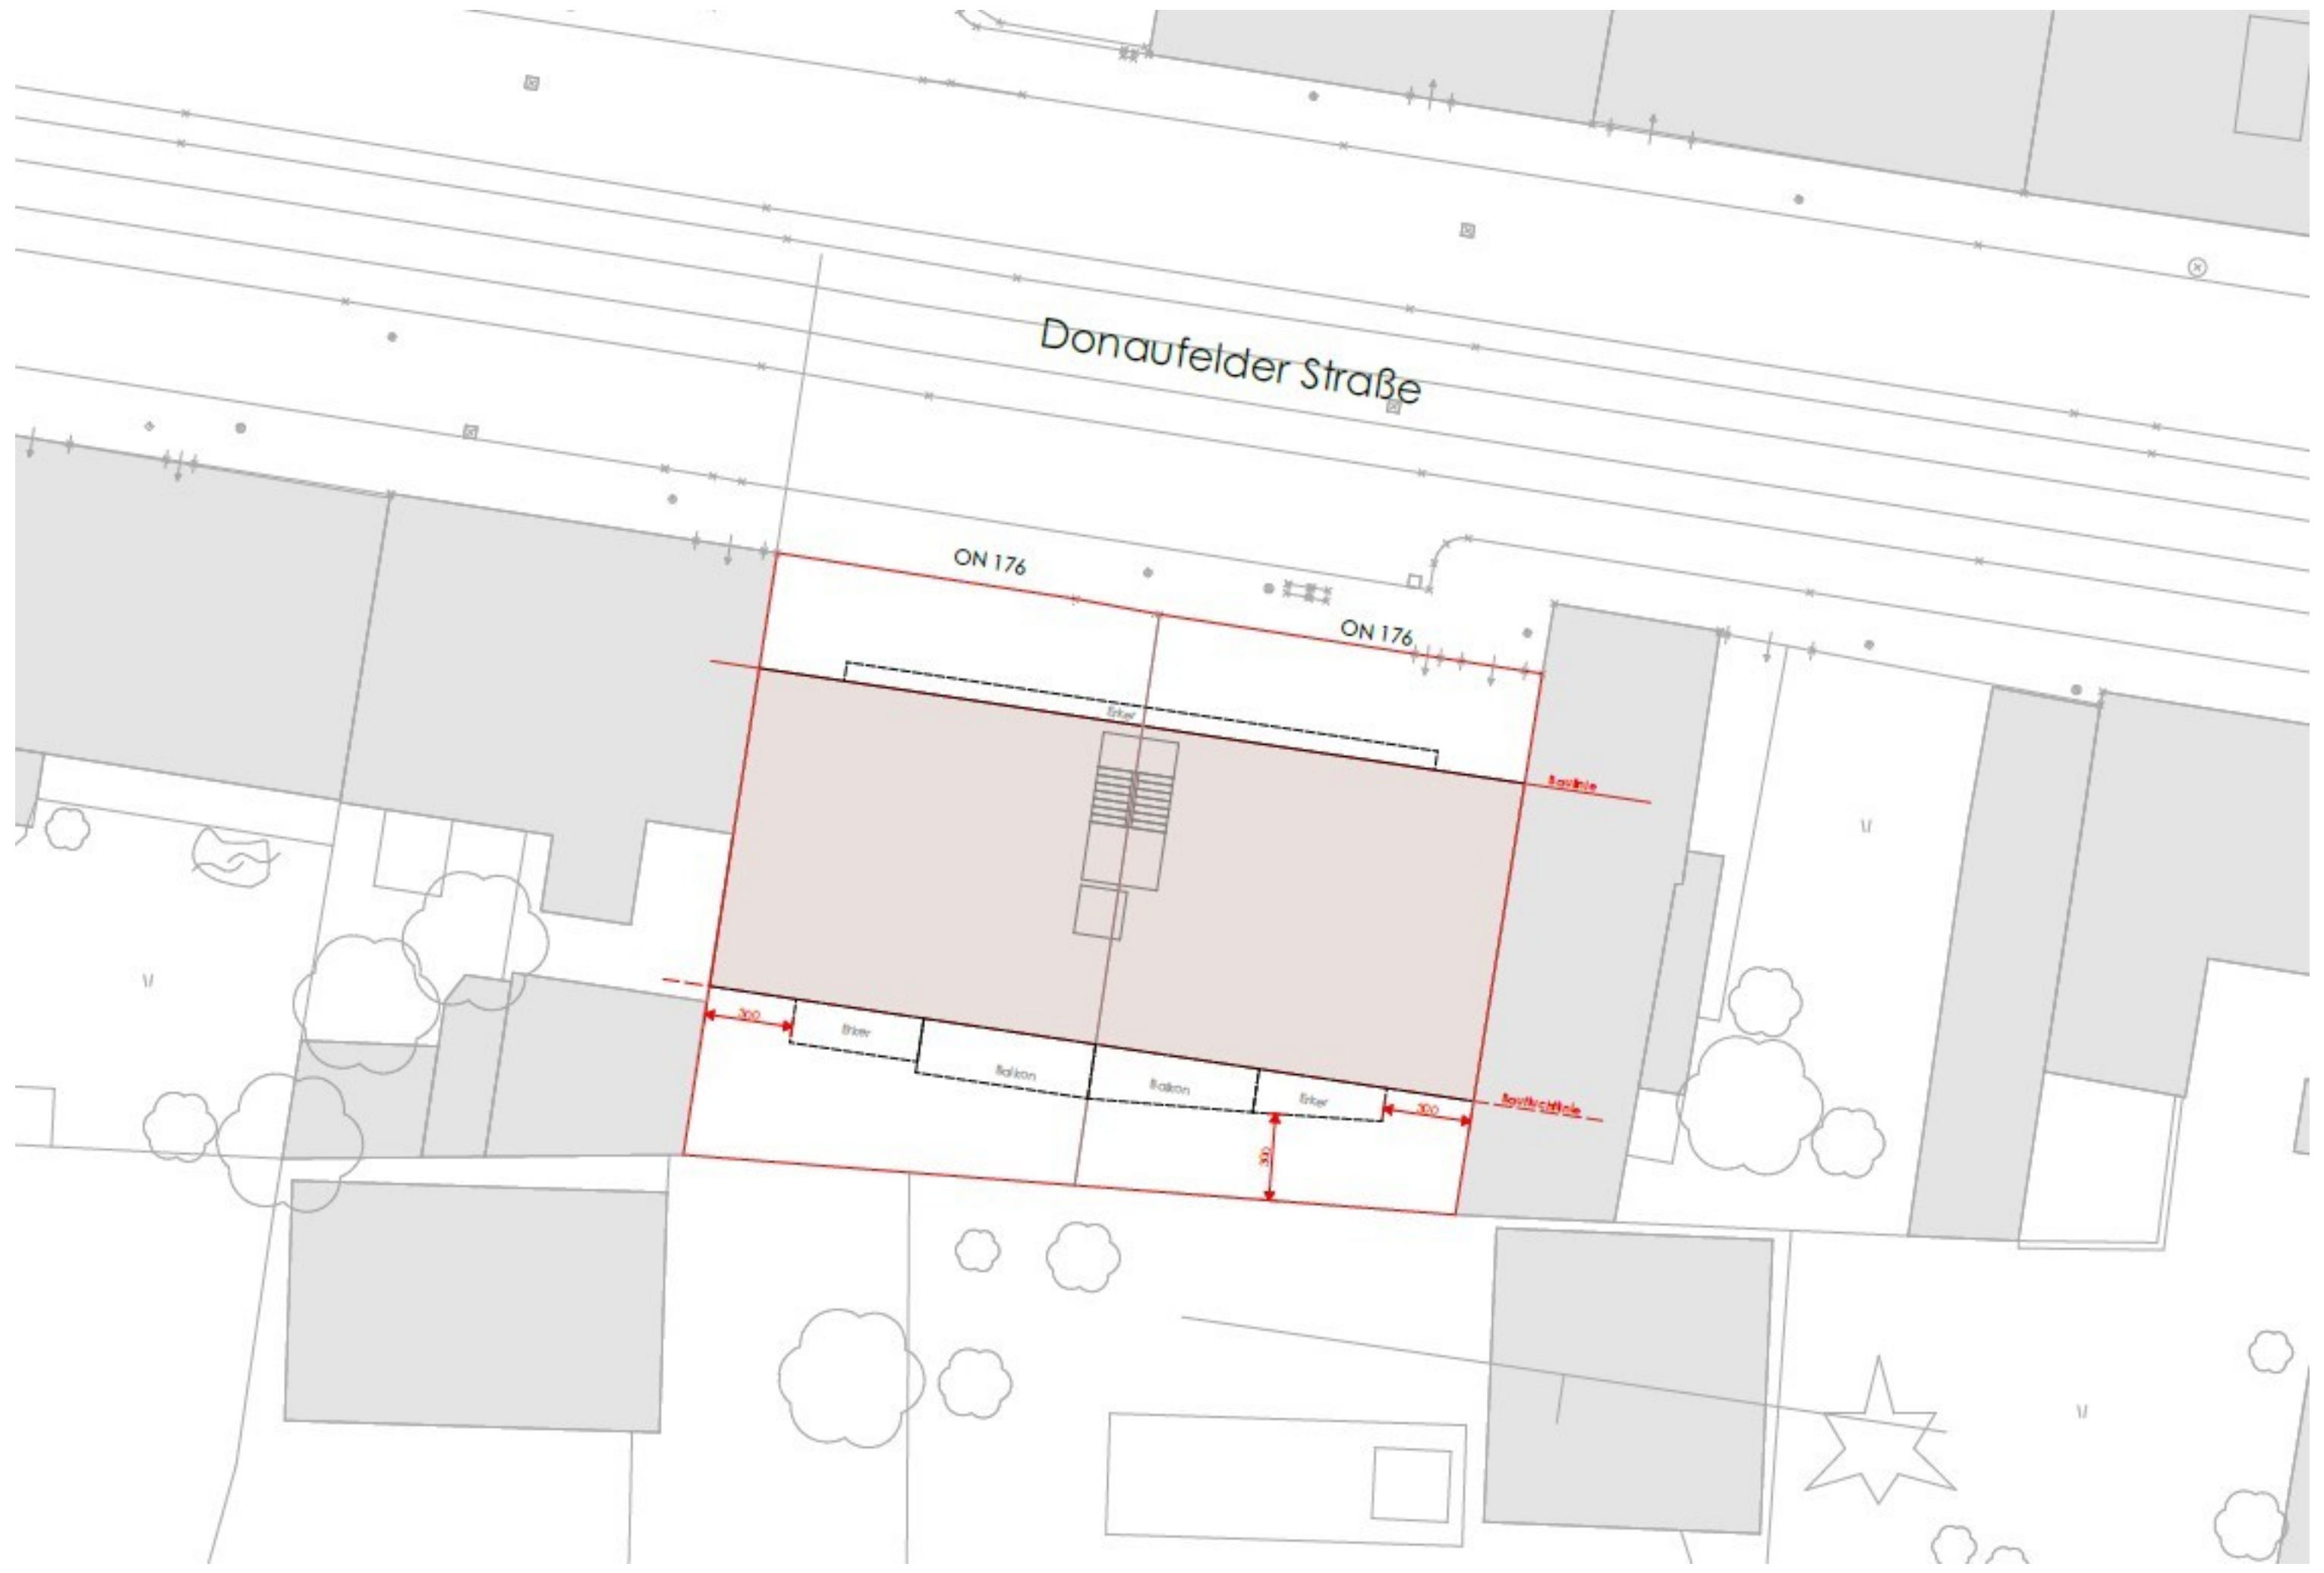 Donaufelder Straße
ON 176
ON 176
Erker
Baulinie
300
Erker
Balkon
Balkon
Erker
300
Baufluchtlinie
300